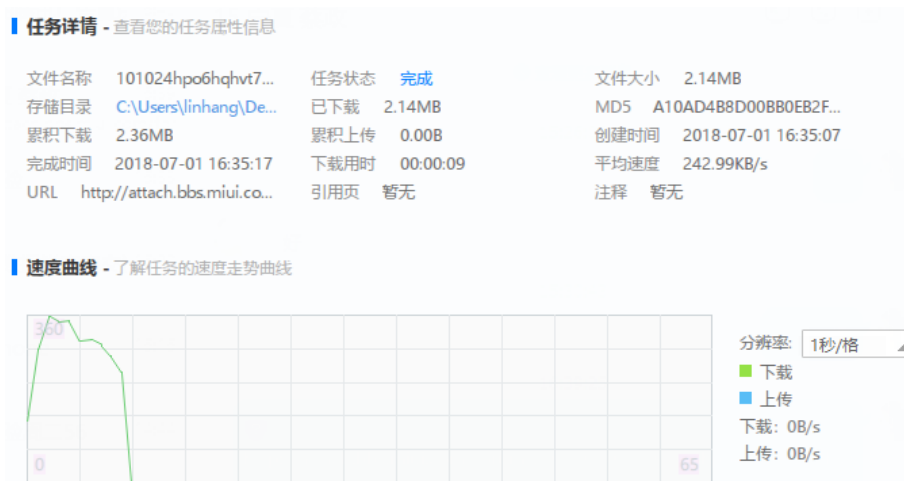 任务详情 - 查看您的任务属性信息
文件名称 101024hpo6hqhvt7... 任务状态 完成 文件大小 2.14MB
存储目录 C:\Users\linhang\De... 已下载 2.14MB MD5 A10AD4B8D00BB0EB2F...
累积下载 2.36MB 累积上传 0.00B 创建时间 2018-07-01 16:35:07
完成时间 2018-07-01 16:35:17 下载用时 00:00:09 平均速度 242.99KB/s
URL http://attach.bbs.miui.co... 引用页 暂无 注释 暂无
速度曲线 - 了解任务的速度走势曲线
360
分辨率: 1秒/格
下载
上传
下载: 0B/s
上传: 0B/s
0 65